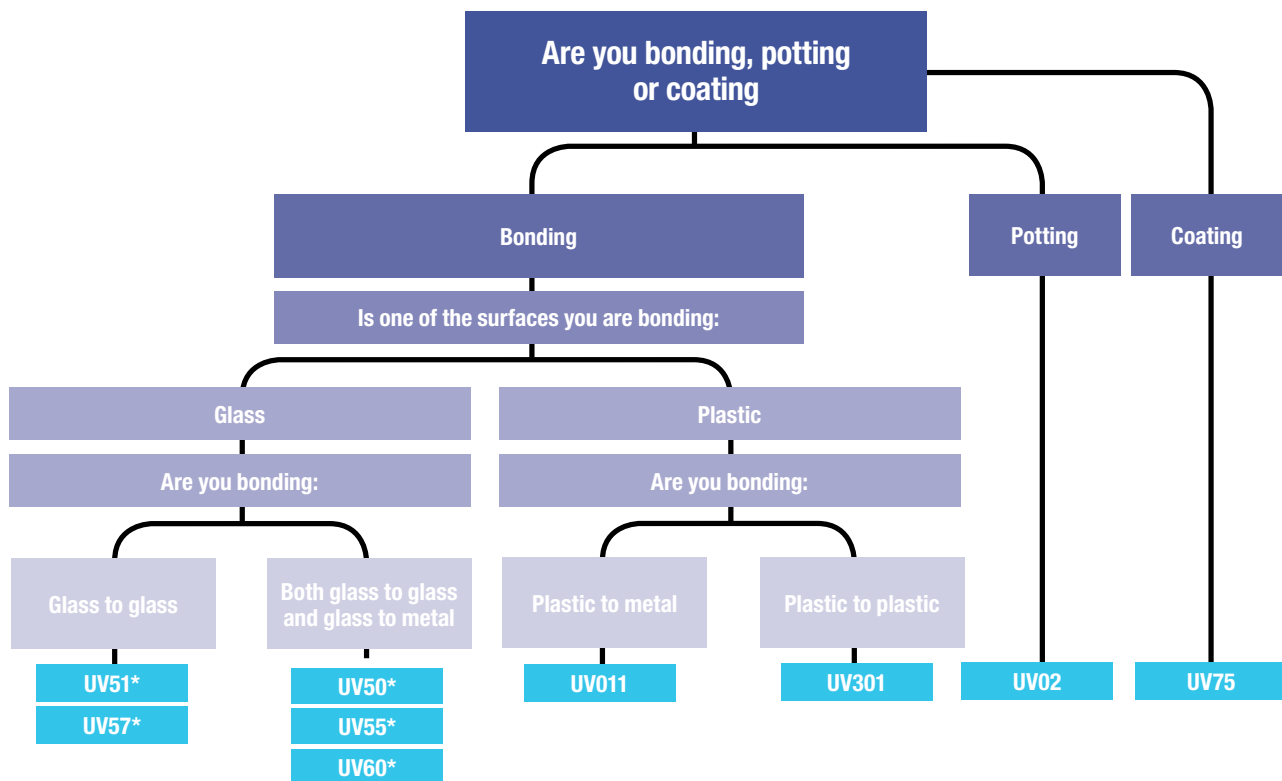 Are you bonding, potting
or coating
Bonding
Potting
Coating
Is one of the surfaces you are bonding:
Glass
Plastic
Are you bonding:
Are you bonding:
Glass to glass
Both glass to glass
and glass to metal
Plastic to metal
Plastic to plastic
UV51*
UV57*
UV50*
UV55*
UV60*
UV011
UV301
UV02
UV75